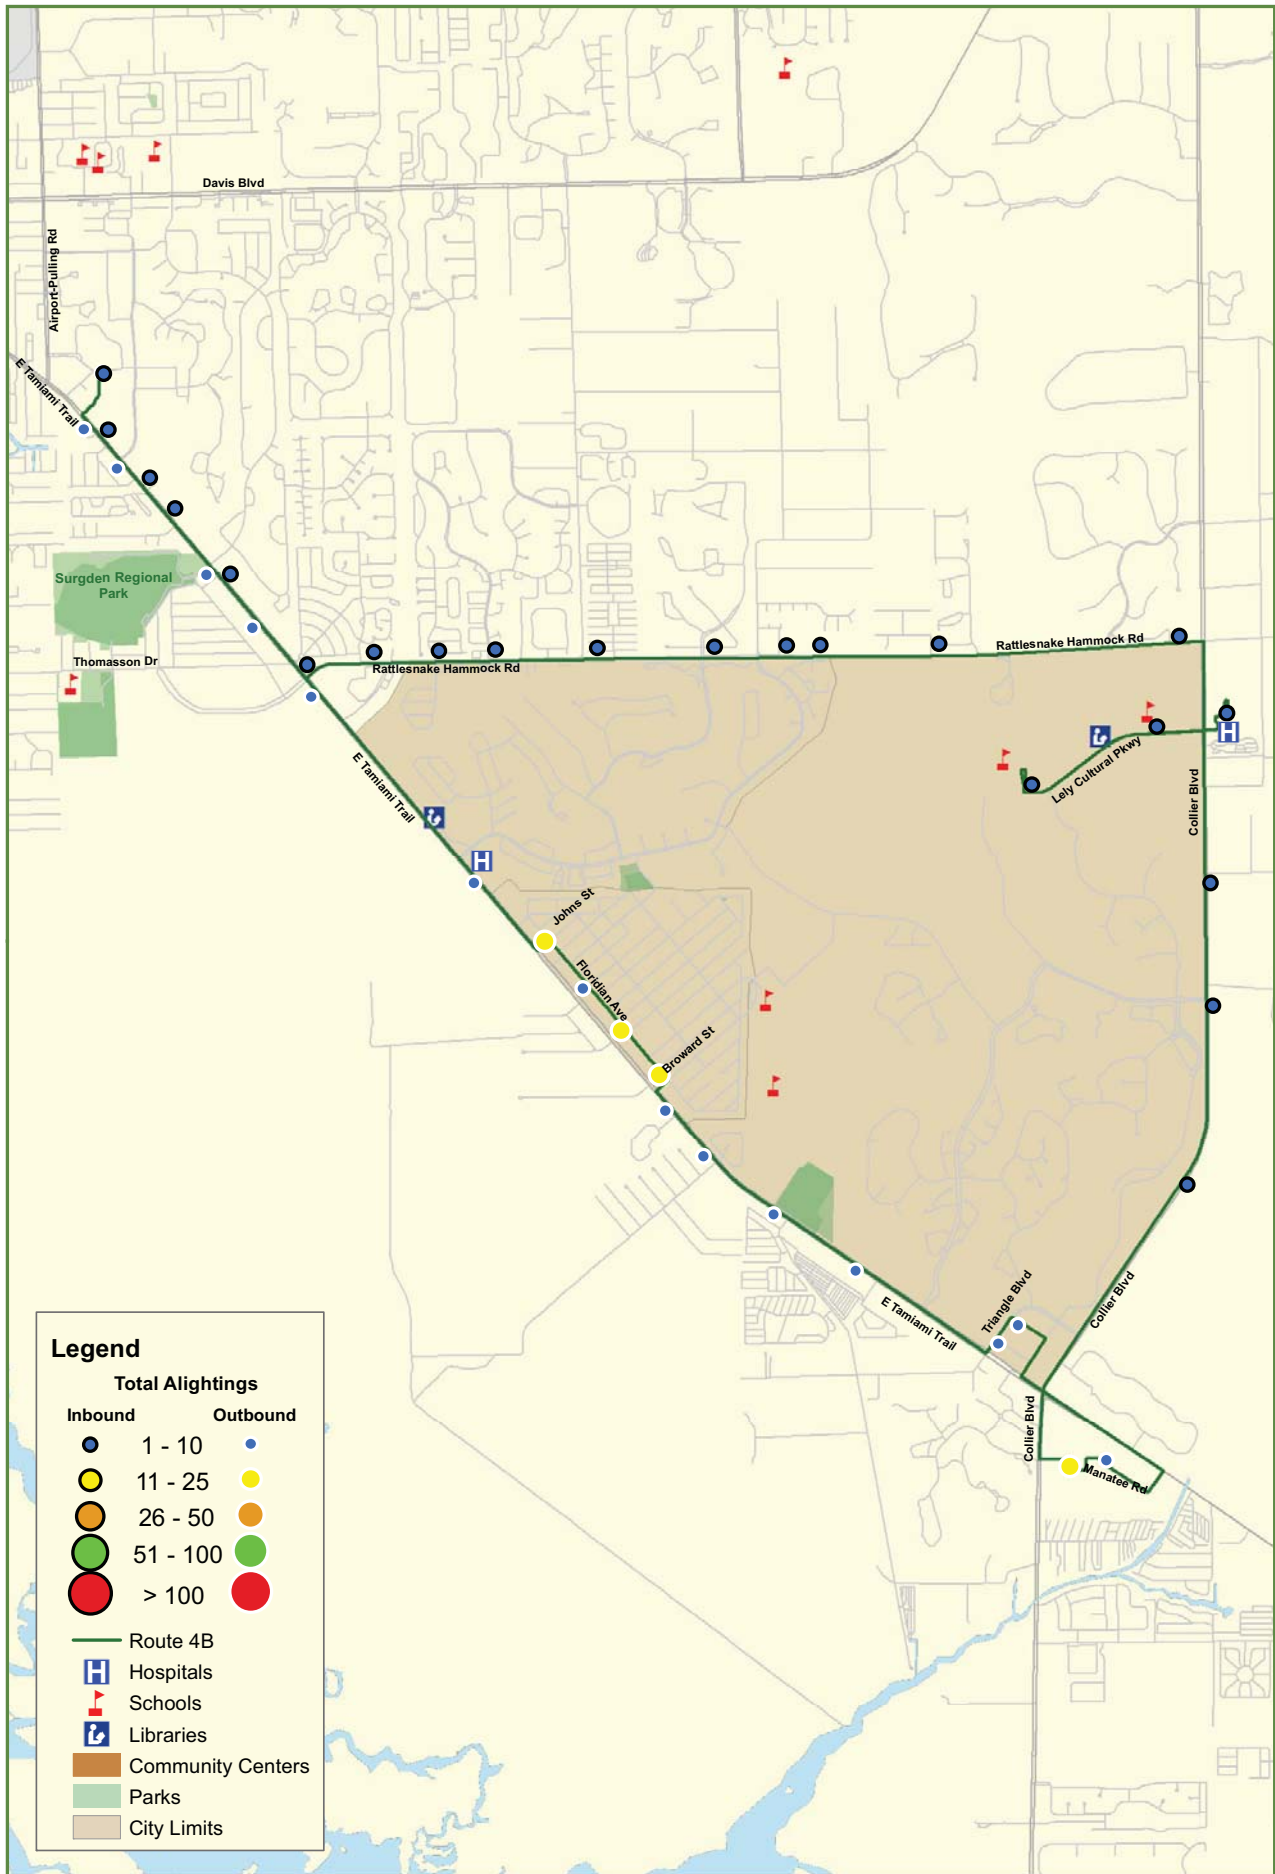 Davis Blvd
Airport-Pulling Rd
E Tamiami Trail
Surgden Regional
Park
Thomasson Dr
Rattlesnake Hammock Rd
Rattlesnake Hammock Rd
H
Lely Cultural Pkwy
Collier Blvd
E Tamiami Trail
H
Johns St
Floridian Ave
Broward St
Collier Blvd
Triangle Blvd
E Tamiami Trail
Collier Blvd
Manatee Rd
Legend
Total Alightings
Inbound Outbound
1 - 10
11 - 25
26 - 50
51 - 100
> 100
Route 4B
H Hospitals
Schools
Libraries
Community Centers
Parks
City Limits